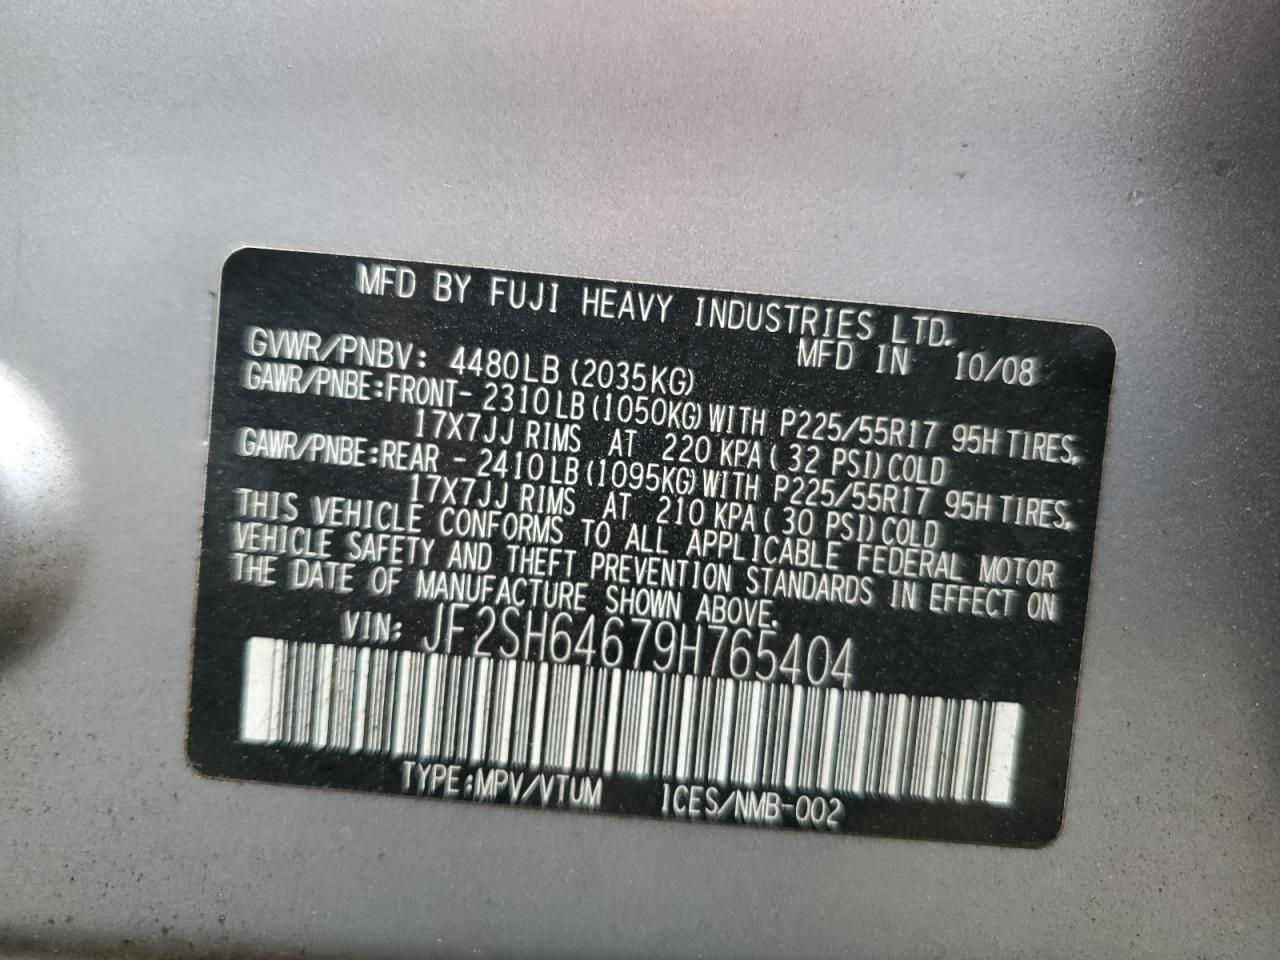 MFD BY FUJI HEAVY INDUSTRIES LTD.
MFD IN 10/08
GVWR/PNBV: 4480LB (2035KG)
GAWR/PNBE:FRONT- 2310LB(1050KG)WITH P225/55R17 95H TIRES,
17X7JJ RIMS AT 220 KPA( 32 PSI)COLD
GAWR/PNBE:REAR - 2410LB(1095KG)WITH P225/55R17 95H TIRES,
17X7JJ RIMS AT 210 KPA( 30 PSI)COLD
THIS VEHICLE CONFORMS TO ALL APPLICABLE FEDERAL MOTOR
VEHICLE SAFETY AND THEFT PREVENTION STANDARDS IN EFFECT ON
THE DATE OF MANUFACTURE SHOWN ABOVE.
VIN: JF2SH64679H765404
TYPE:MPV/VTUM ICES/NMB-002